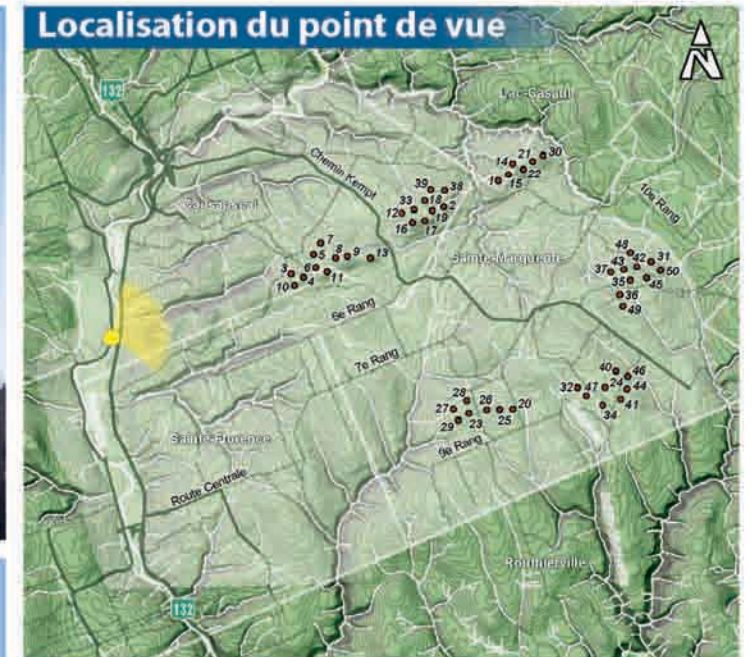 Localisation du point de vue
N
132
Lac-Casault
14 21 30
1 15 22
Chemin Kempt
39 38
33 18 2
12 19
16 17
10e Rang
Causapscal
7
5 8 9 13
3 6
4 11
10
Sainte-Marguerite
48
43 42 31
37 50
35 45
36
49
6e Rang
7e Rang
40 46
32 47 24 44
41
34
28
27 26 20
23 25
29
9e Rang
Sainte-Florence
Route Centrale
Routhierville
132